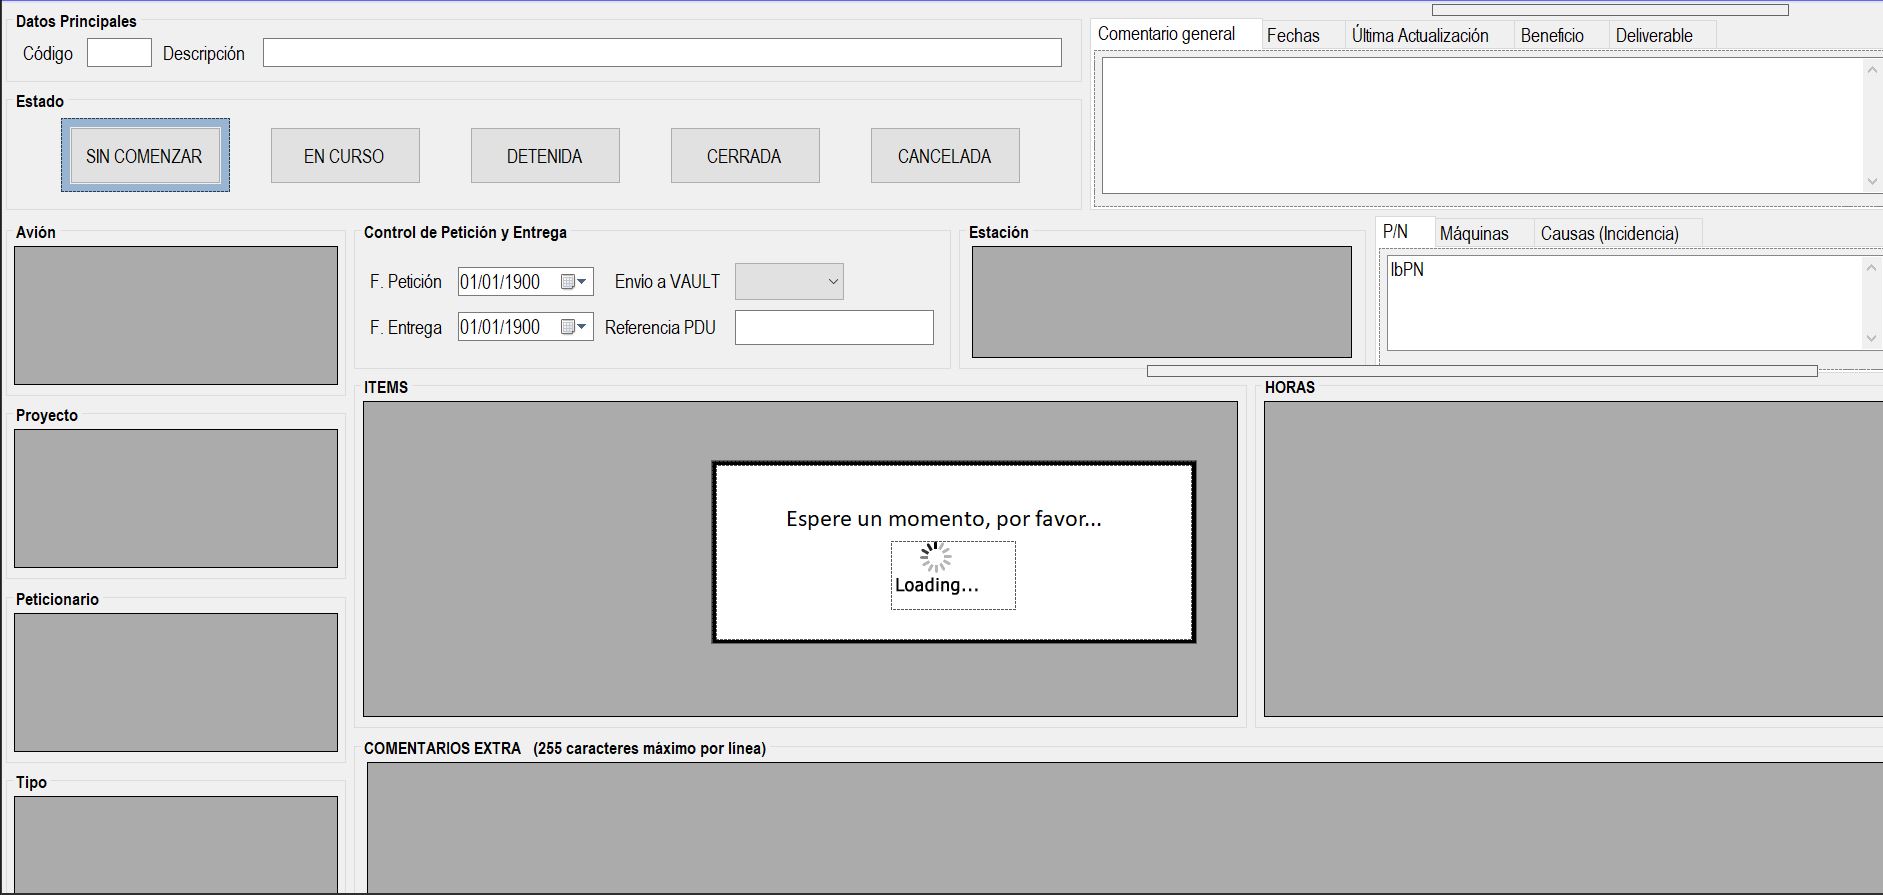 Datos Principales
Código
Descripción
Comentario general
Fechas
Última Actualización
Beneficio
Deliverable
Estado
SIN COMENZAR
EN CURSO
DETENIDA
CERRADA
CANCELADA
Avión
Control de Petición y Entrega
F. Petición 01/01/1900 Envío a VAULT
F. Entrega 01/01/1900 Referencia PDU
Estación
P/N
Máquinas
Causas (Incidencia)
lbPN
Proyecto
Peticionario
Tipo
ITEMS
HORAS
Espere un momento, por favor...
Loading...
COMENTARIOS EXTRA (255 caracteres máximo por línea)